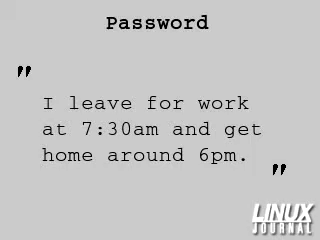 Password
"
I leave for work
at 7:30am and get
home around 6pm.
"
LINUX
JOURNAL